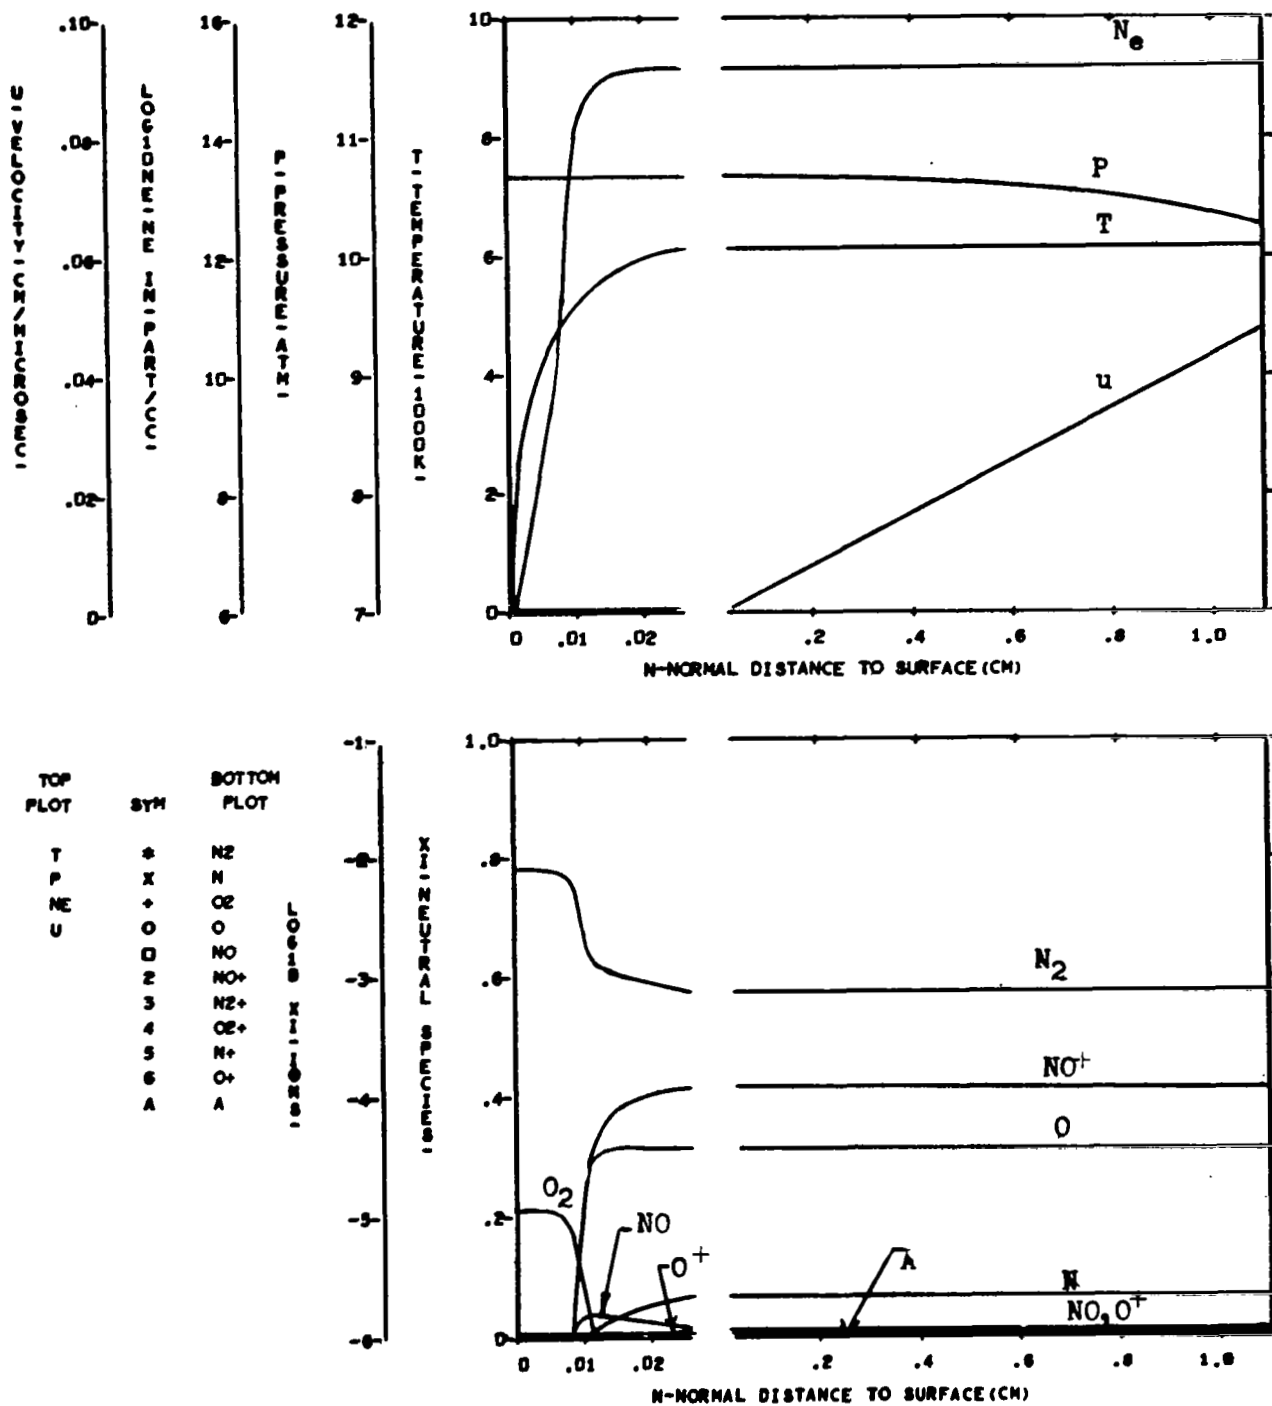 U-VELOCITY-CM/MICROSEC-
.10-
.08-
.06-
.04-
.02-
0-
LOG10NE-NE IN-PART/CC-
16-
14-
12-
10-
8-
6-
P-PRESSURE-ATM-
12-
11-
10-
9-
8-
7-
T-TEMPERATURE-1000K-
10-
8-
6-
4-
2-
0-
Ne
P
T
u
0 .01 .02 .2 .4 .6 .8 1.0
N-NORMAL DISTANCE TO SURFACE(CM)
TOP PLOT SYM BOTTOM PLOT
T * N2
P X N
NE + O2
U O O
□ NO
2 NO+
3 N2+
4 O2+
5 N+
6 O+
A A
LOG10 XI-IONS-
-1-
-2-
-3-
-4-
-5-
-6-
XI-NEUTRAL SPECIES-
1.0-
.8-
.6-
.4-
.2-
0-
N2
NO+
O
O2
NO
O+
A
N
NO,O+
0 .01 .02 .2 .4 .6 .8 1.0
N-NORMAL DISTANCE TO SURFACE(CM)